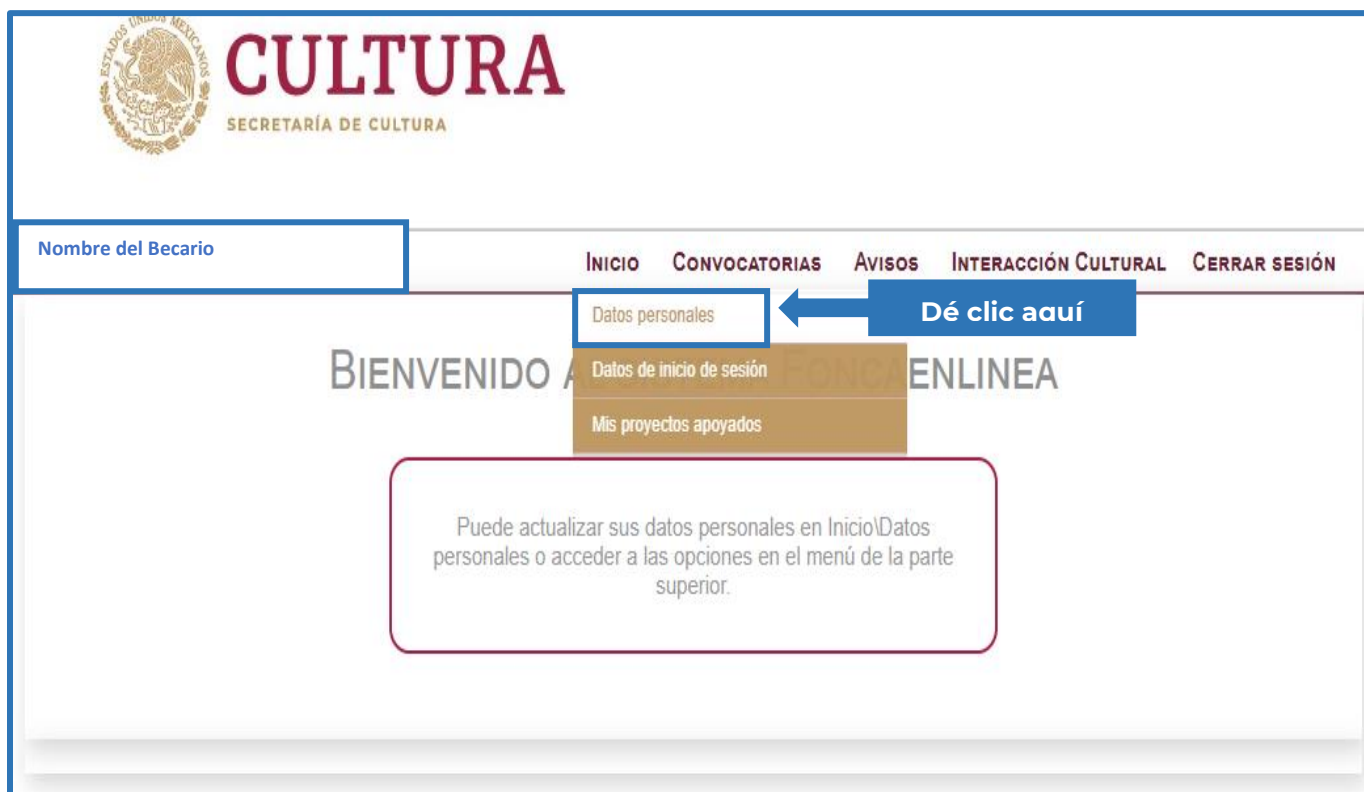 ESTADOS UNIDOS MEXICANOS
CULTURA
SECRETARÍA DE CULTURA
Nombre del Becario
INICIO CONVOCATORIAS AVISOS INTERACCIÓN CULTURAL CERRAR SESIÓN
Datos personales
Dé clic aquí
BIENVENIDO A FONCAENLINEA
Datos de inicio de sesión
Mis proyectos apoyados
Puede actualizar sus datos personales en Inicio\Datos
personales o acceder a las opciones en el menú de la parte
superior.